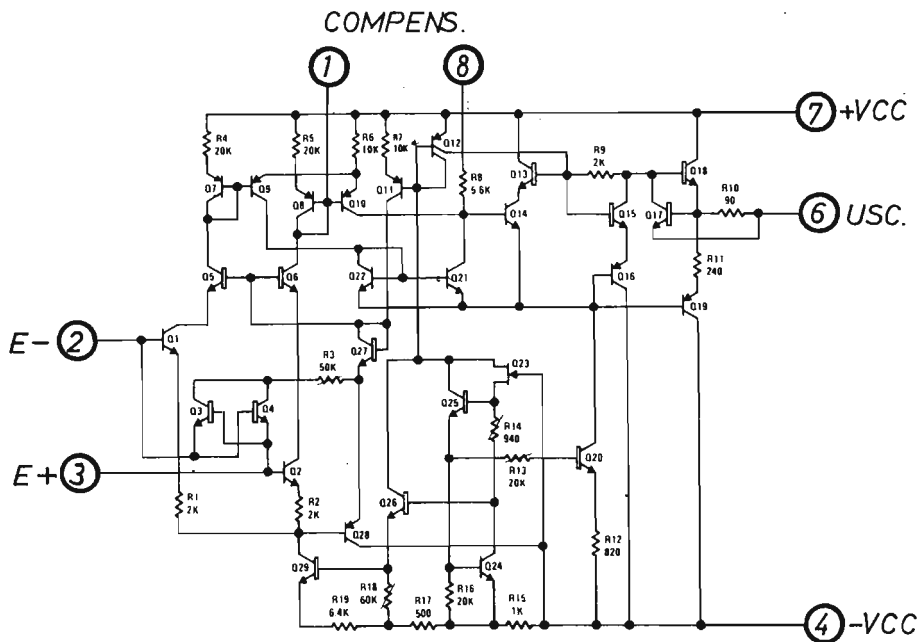 COMPENS.
1
8
7 +VCC
R4
20K
R5
20K
R6
10K
R7
10K
Q12
R8
5.6K
Q13
R9
2K
Q18
R10
90
Q7
Q9
Q8
Q10
Q11
Q14
Q15
Q17
6 USC.
R11
240
Q5
Q6
Q22
Q21
Q16
Q19
E- 2
Q1
Q27
R3
50K
Q23
Q3
Q4
Q25
R14
940
E+ 3
Q2
R13
20K
Q20
R1
2K
R2
2K
Q26
Q28
R12
820
Q29
R18
60K
Q24
R16
20K
R19
6.4K
R17
500
R15
1K
4 -VCC